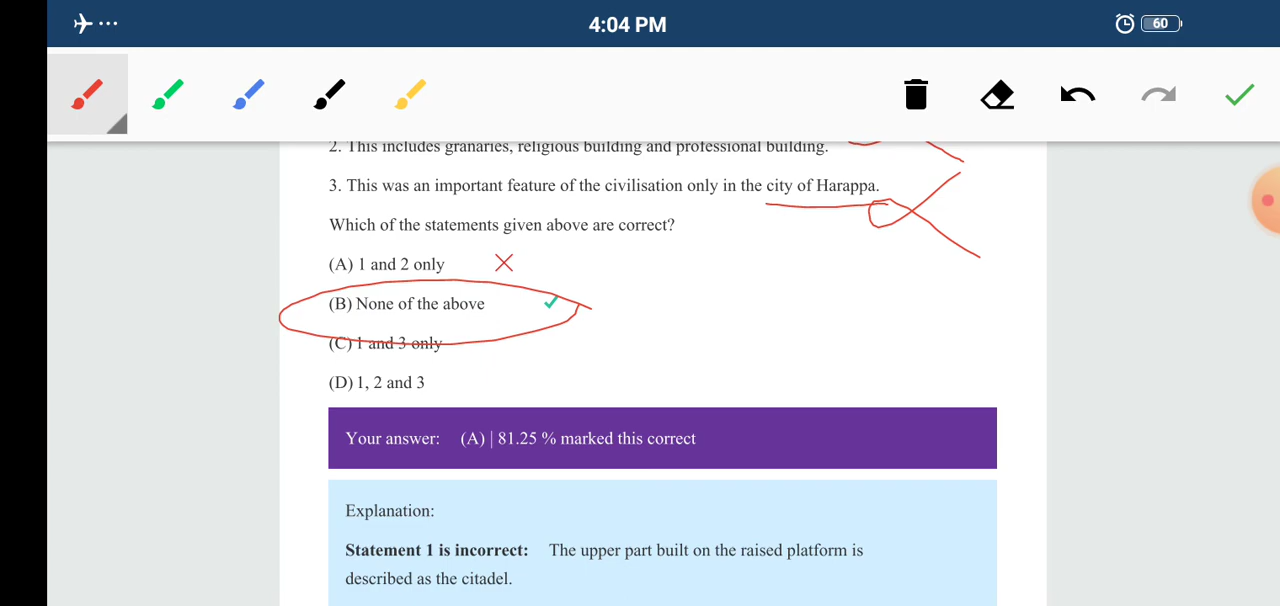 4:04 PM
60
2. This includes granaries, religious building and professional building.
3. This was an important feature of the civilisation only in the city of Harappa.
Which of the statements given above are correct?
(A) 1 and 2 only
(B) None of the above
(C) 1 and 3 only
(D) 1, 2 and 3
Your answer: (A) | 81.25 % marked this correct
Explanation:
Statement 1 is incorrect: The upper part built on the raised platform is
described as the citadel.